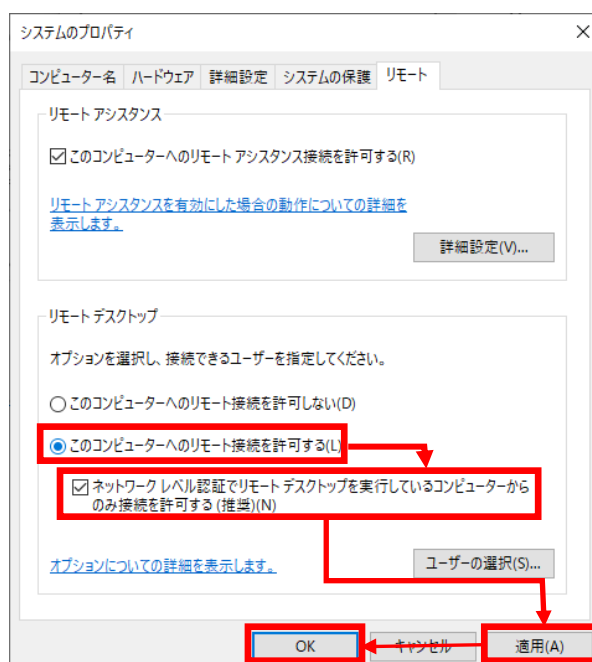 システムのプロパティ
コンピューター名 ハードウェア 詳細設定 システムの保護 リモート
リモート アシスタンス
このコンピューターへのリモート アシスタンス接続を許可する(R)
リモート アシスタンスを有効にした場合の動作についての詳細を
表示します。
詳細設定(V)...
リモート デスクトップ
オプションを選択し、接続できるユーザーを指定してください。
このコンピューターへのリモート接続を許可しない(D)
このコンピューターへのリモート接続を許可する(L)
ネットワーク レベル認証でリモート デスクトップを実行しているコンピューターから
のみ接続を許可する (推奨)(N)
オプションについての詳細を表示します。
ユーザーの選択(S)...
OK キャンセル 適用(A)